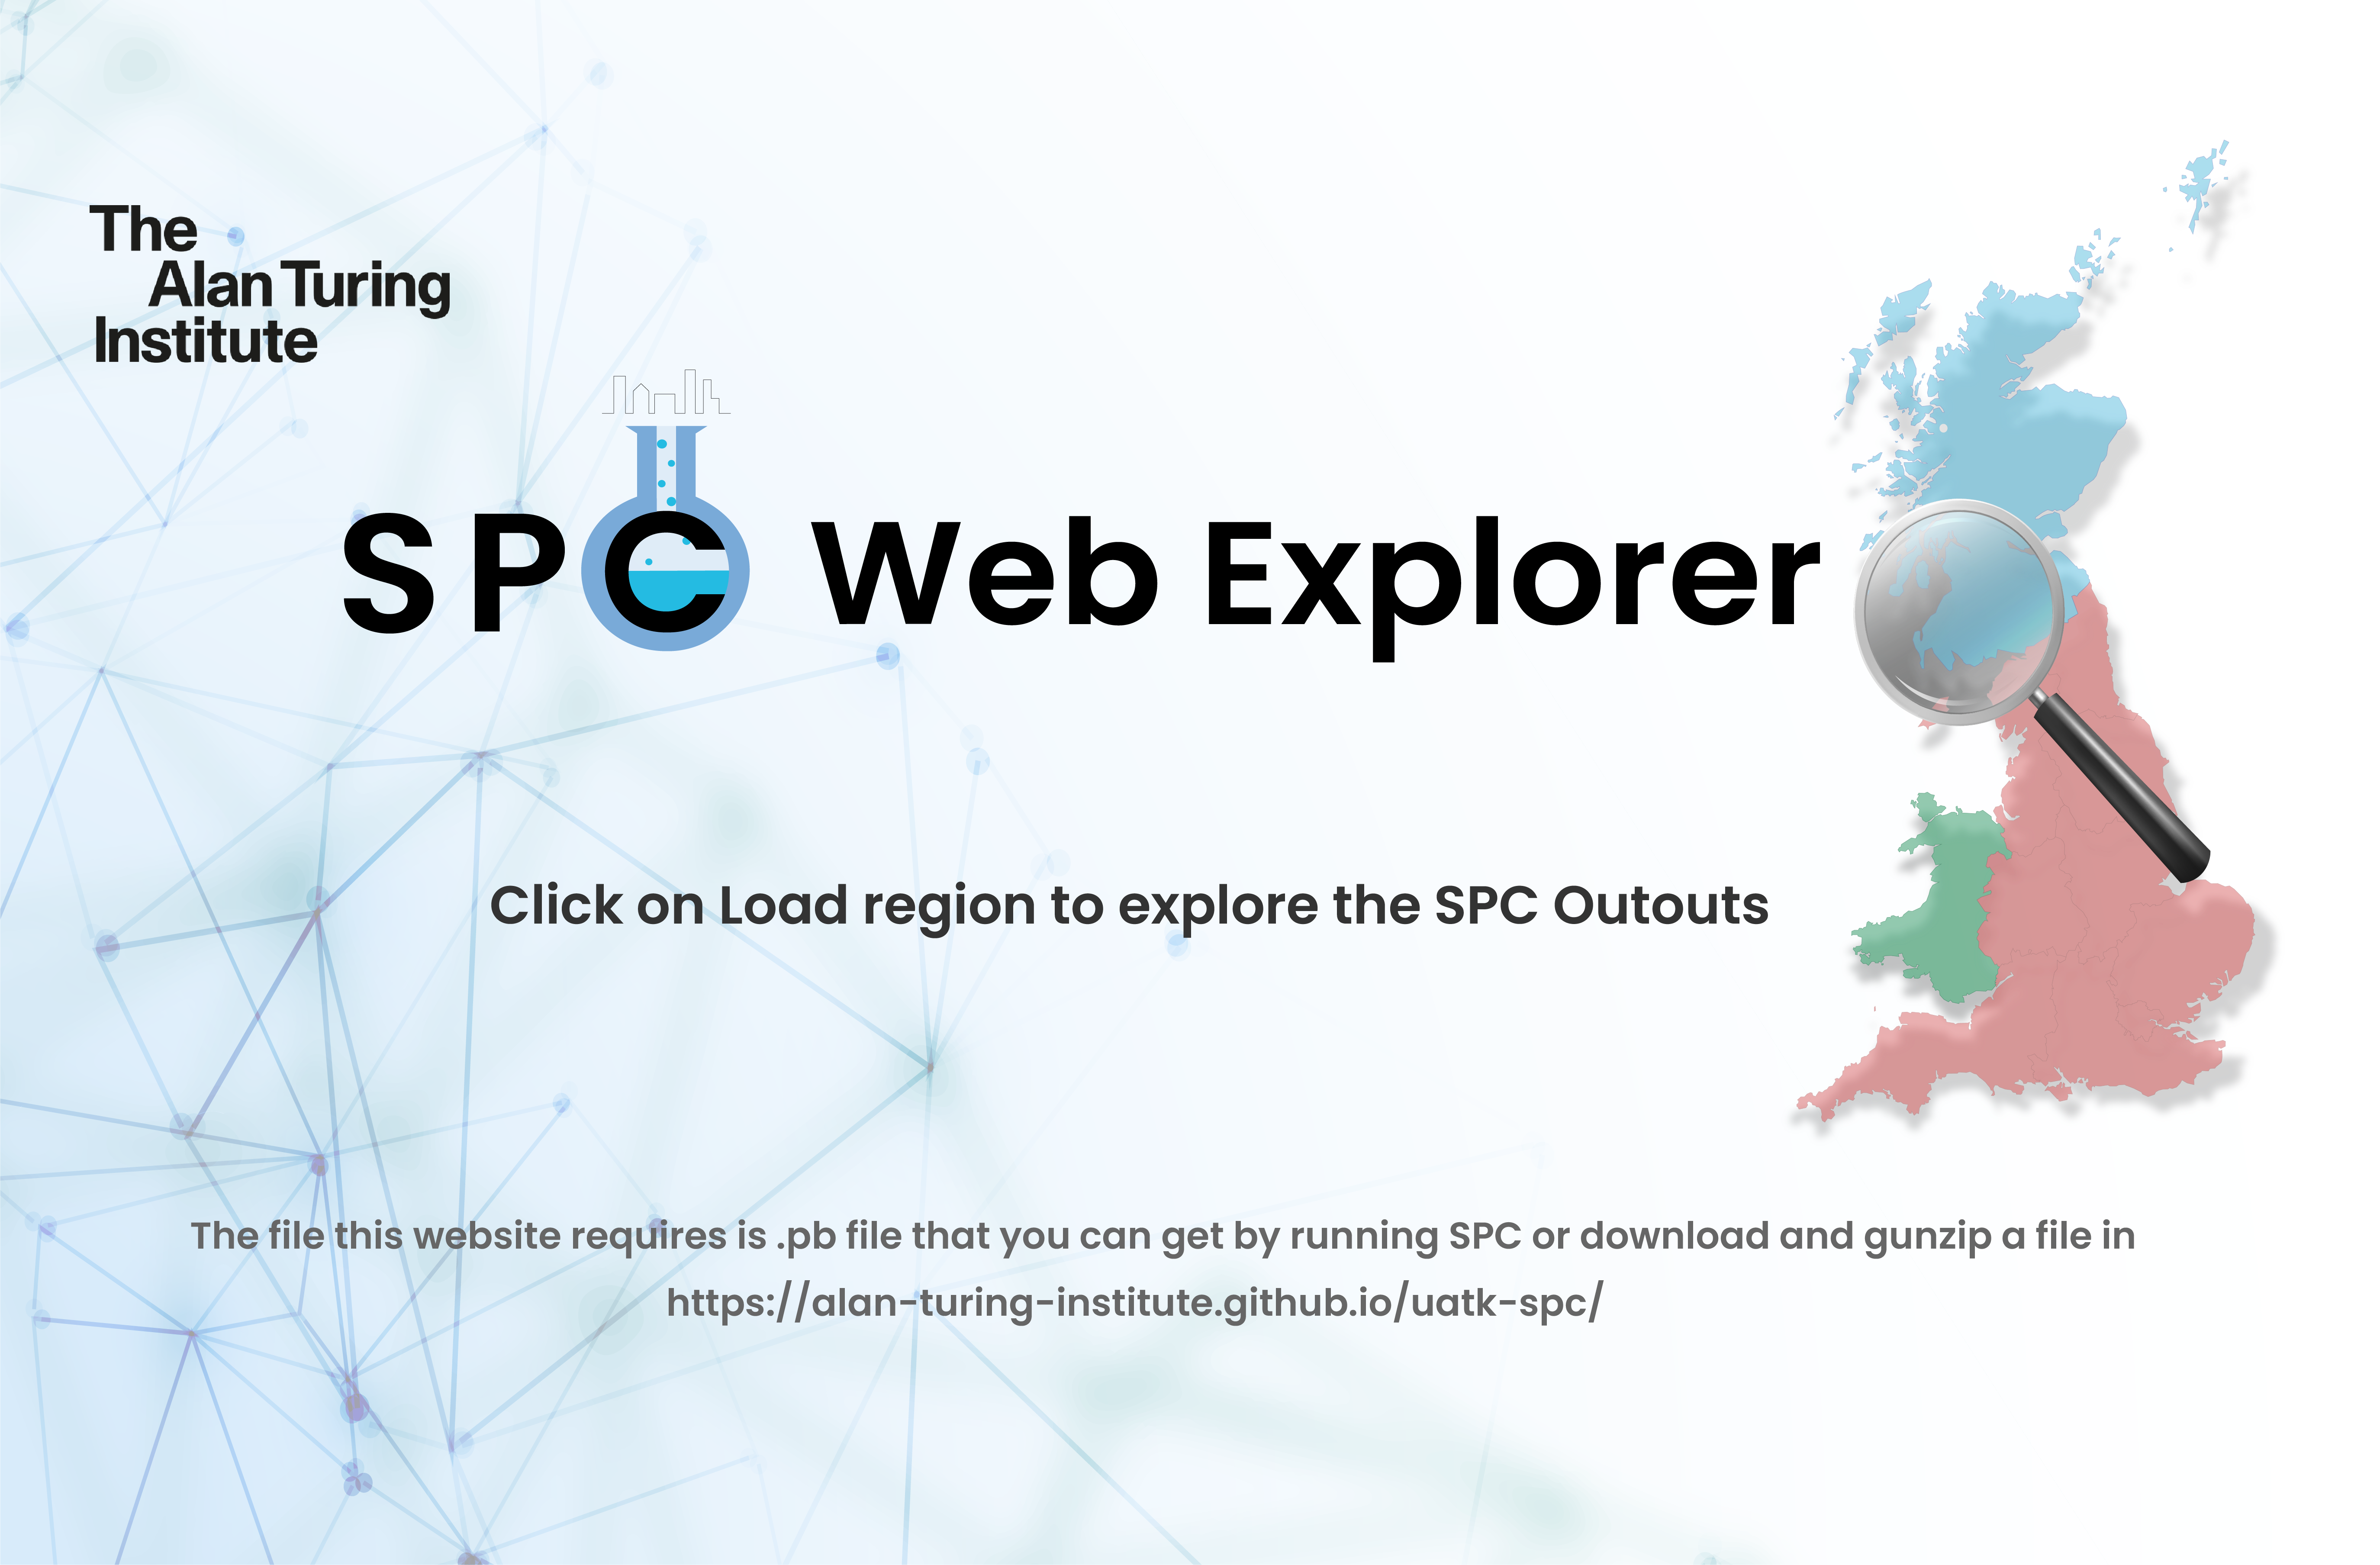 The
Alan Turing
Institute
SPC Web Explorer
Click on Load region to explore the SPC Outouts
The file this website requires is .pb file that you can get by running SPC or download and gunzip a file in
https://alan-turing-institute.github.io/uatk-spc/